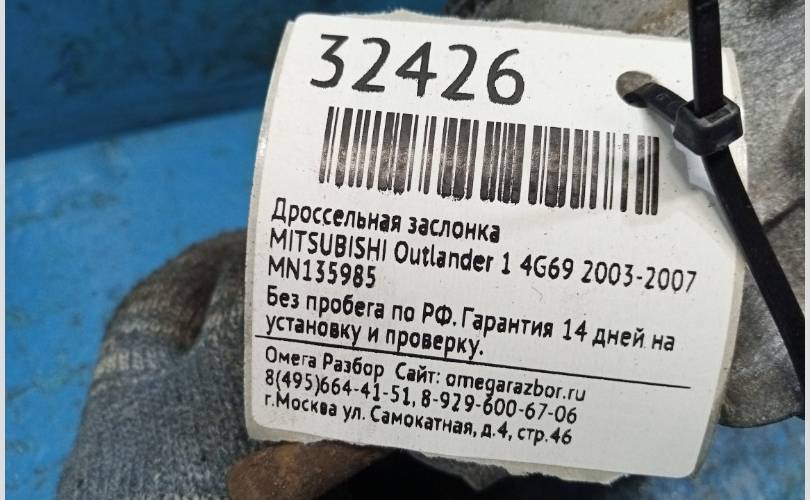 32426
Дроссельная заслонка
MITSUBISHI Outlander 1 4G69 2003-2007
MN135985
Без пробега по РФ. Гарантия 14 дней на
установку и проверку.
Омега Разбор Сайт: omegarazbor.ru
8(495)664-41-51, 8-929-600-67-06
г.Москва ул. Самокатная, д.4, стр.46